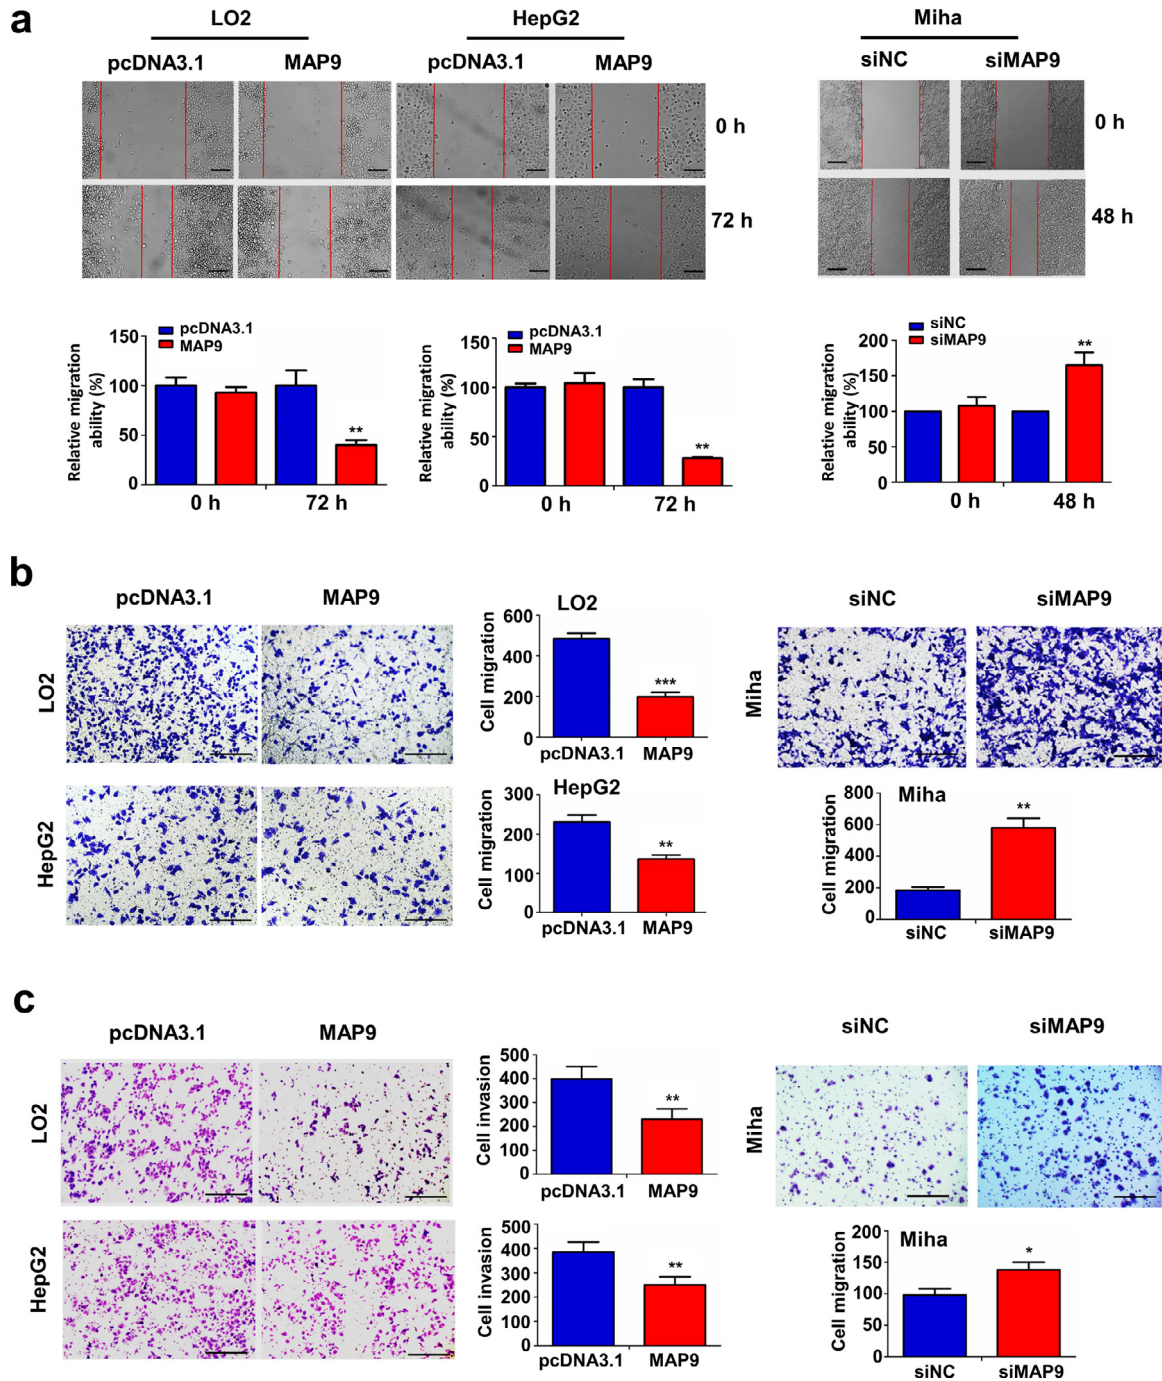 a
LO2
HepG2
Miha
pcDNA3.1
MAP9
pcDNA3.1
MAP9
siNC
siMAP9
0 h
0 h
72 h
48 h
Relative migration
ability (%)
150
100
50
0
pcDNA3.1
MAP9
**
0 h
72 h
Relative migration
ability (%)
150
100
50
0
pcDNA3.1
MAP9
**
0 h
72 h
Relative migration
ability (%)
200
150
100
50
0
siNC
siMAP9
**
0 h
48 h
b
pcDNA3.1
MAP9
LO2
HepG2
LO2
Cell migration
600
400
200
0
***
pcDNA3.1
MAP9
HepG2
Cell migration
300
200
100
0
**
pcDNA3.1
MAP9
siNC
siMAP9
Miha
Miha
Cell migration
800
600
400
200
0
**
siNC
siMAP9
c
pcDNA3.1
MAP9
LO2
HepG2
Cell invasion
500
400
300
200
100
0
**
pcDNA3.1
MAP9
Cell invasion
500
400
300
200
100
0
**
pcDNA3.1
MAP9
siNC
siMAP9
Miha
Miha
Cell migration
150
100
50
0
*
siNC
siMAP9